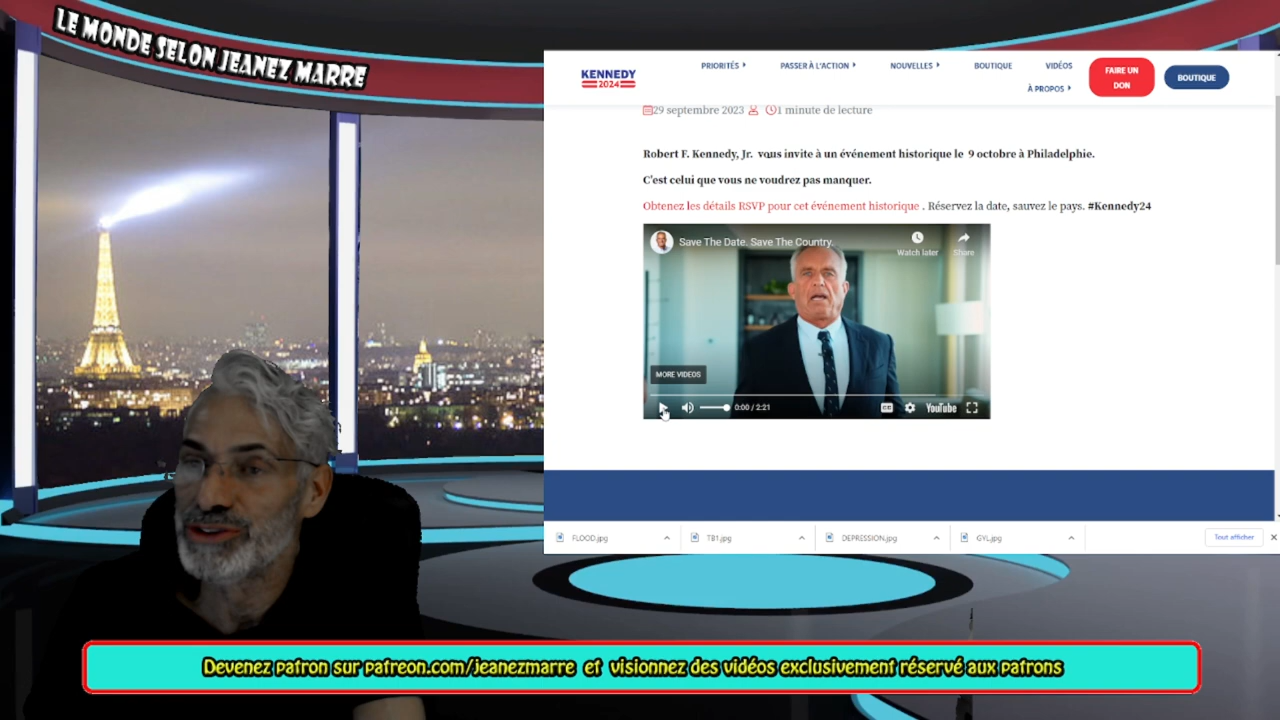 LE MONDE SELON JEANEZ MARRE
KENNEDY
2024
PRIORITÉS
PASSER À L'ACTION
NOUVELLES
BOUTIQUE
VIDÉOS
À PROPOS
FAIRE UN
DON
BOUTIQUE
29 septembre 2023 1 minute de lecture
Robert F. Kennedy, Jr. vous invite à un événement historique le 9 octobre à Philadelphie.
C'est celui que vous ne voudrez pas manquer.
Obtenez les détails RSVP pour cet événement historique . Réservez la date, sauvez le pays. #Kennedy24
Save The Date. Save The Country.
Watch later
Share
MORE VIDEOS
0:00 / 2:21
CC
YouTube
FLOOD.jpg
TB1.jpg
DEPRESSION.jpg
GYL.jpg
Tout afficher
Devenez patron sur patreon.com/jeanezmarre et visionnez des vidéos exclusivement réservé aux patrons